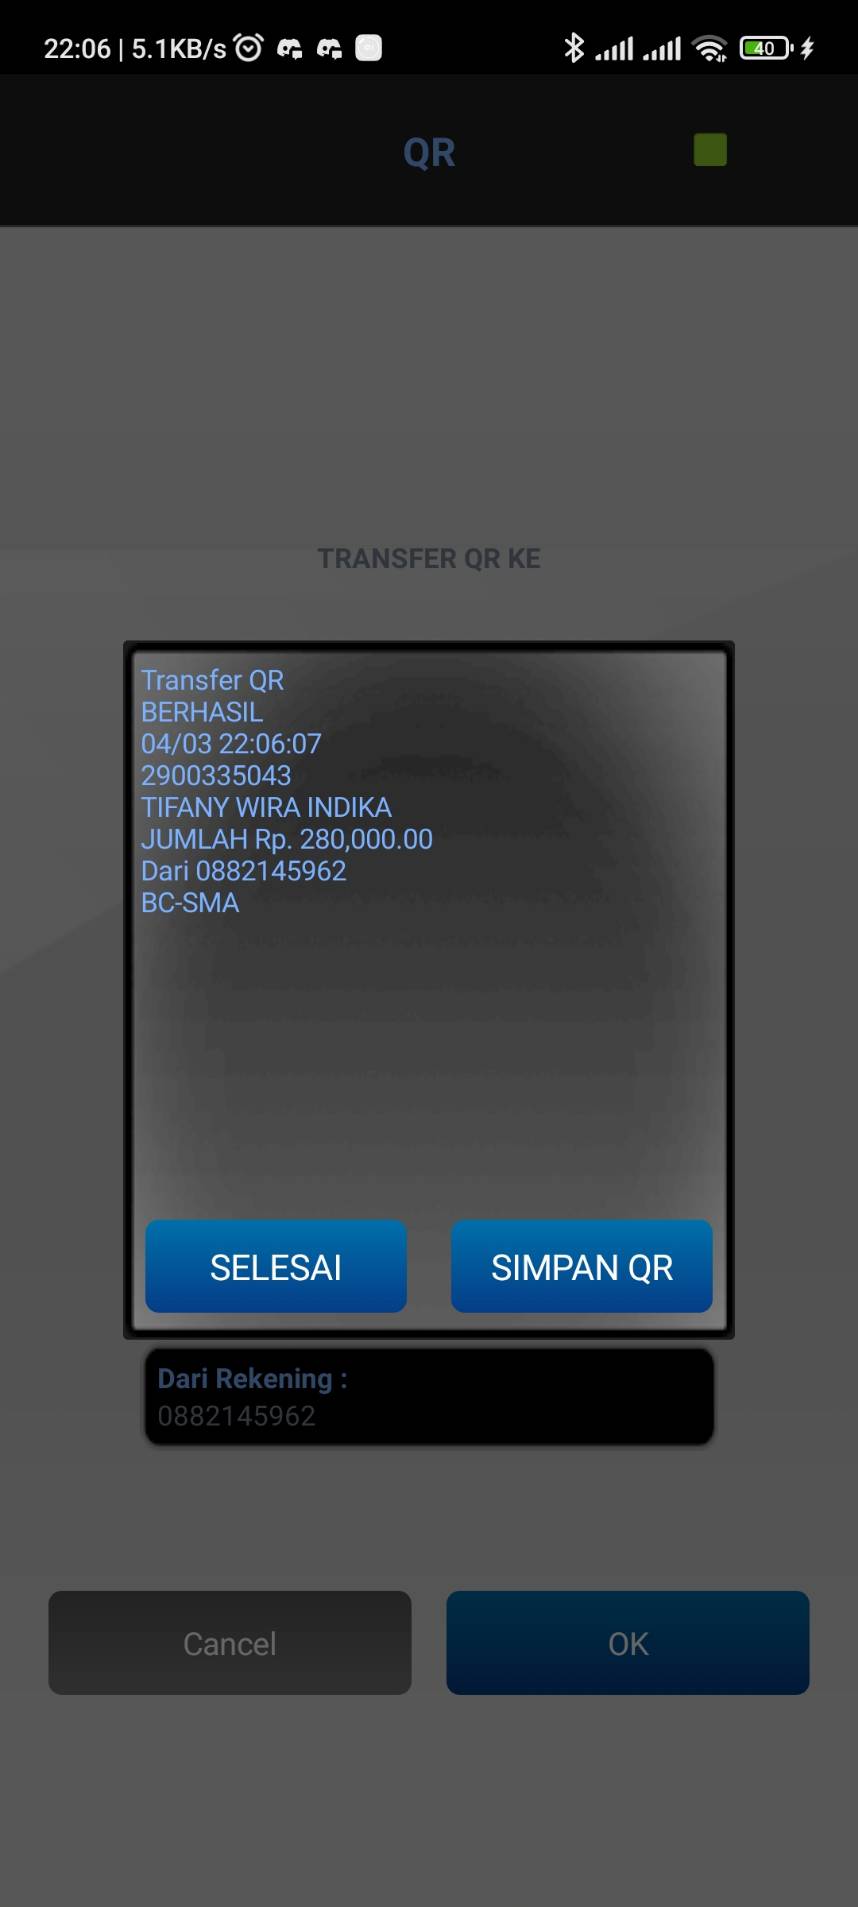 22:06 | 5.1KB/s
40
QR
TRANSFER QR KE
Transfer QR
BERHASIL
04/03 22:06:07
2900335043
TIFANY WIRA INDIKA
JUMLAH Rp. 280,000.00
Dari 0882145962
BC-SMA
SELESAI
SIMPAN QR
Dari Rekening :
0882145962
Cancel
OK